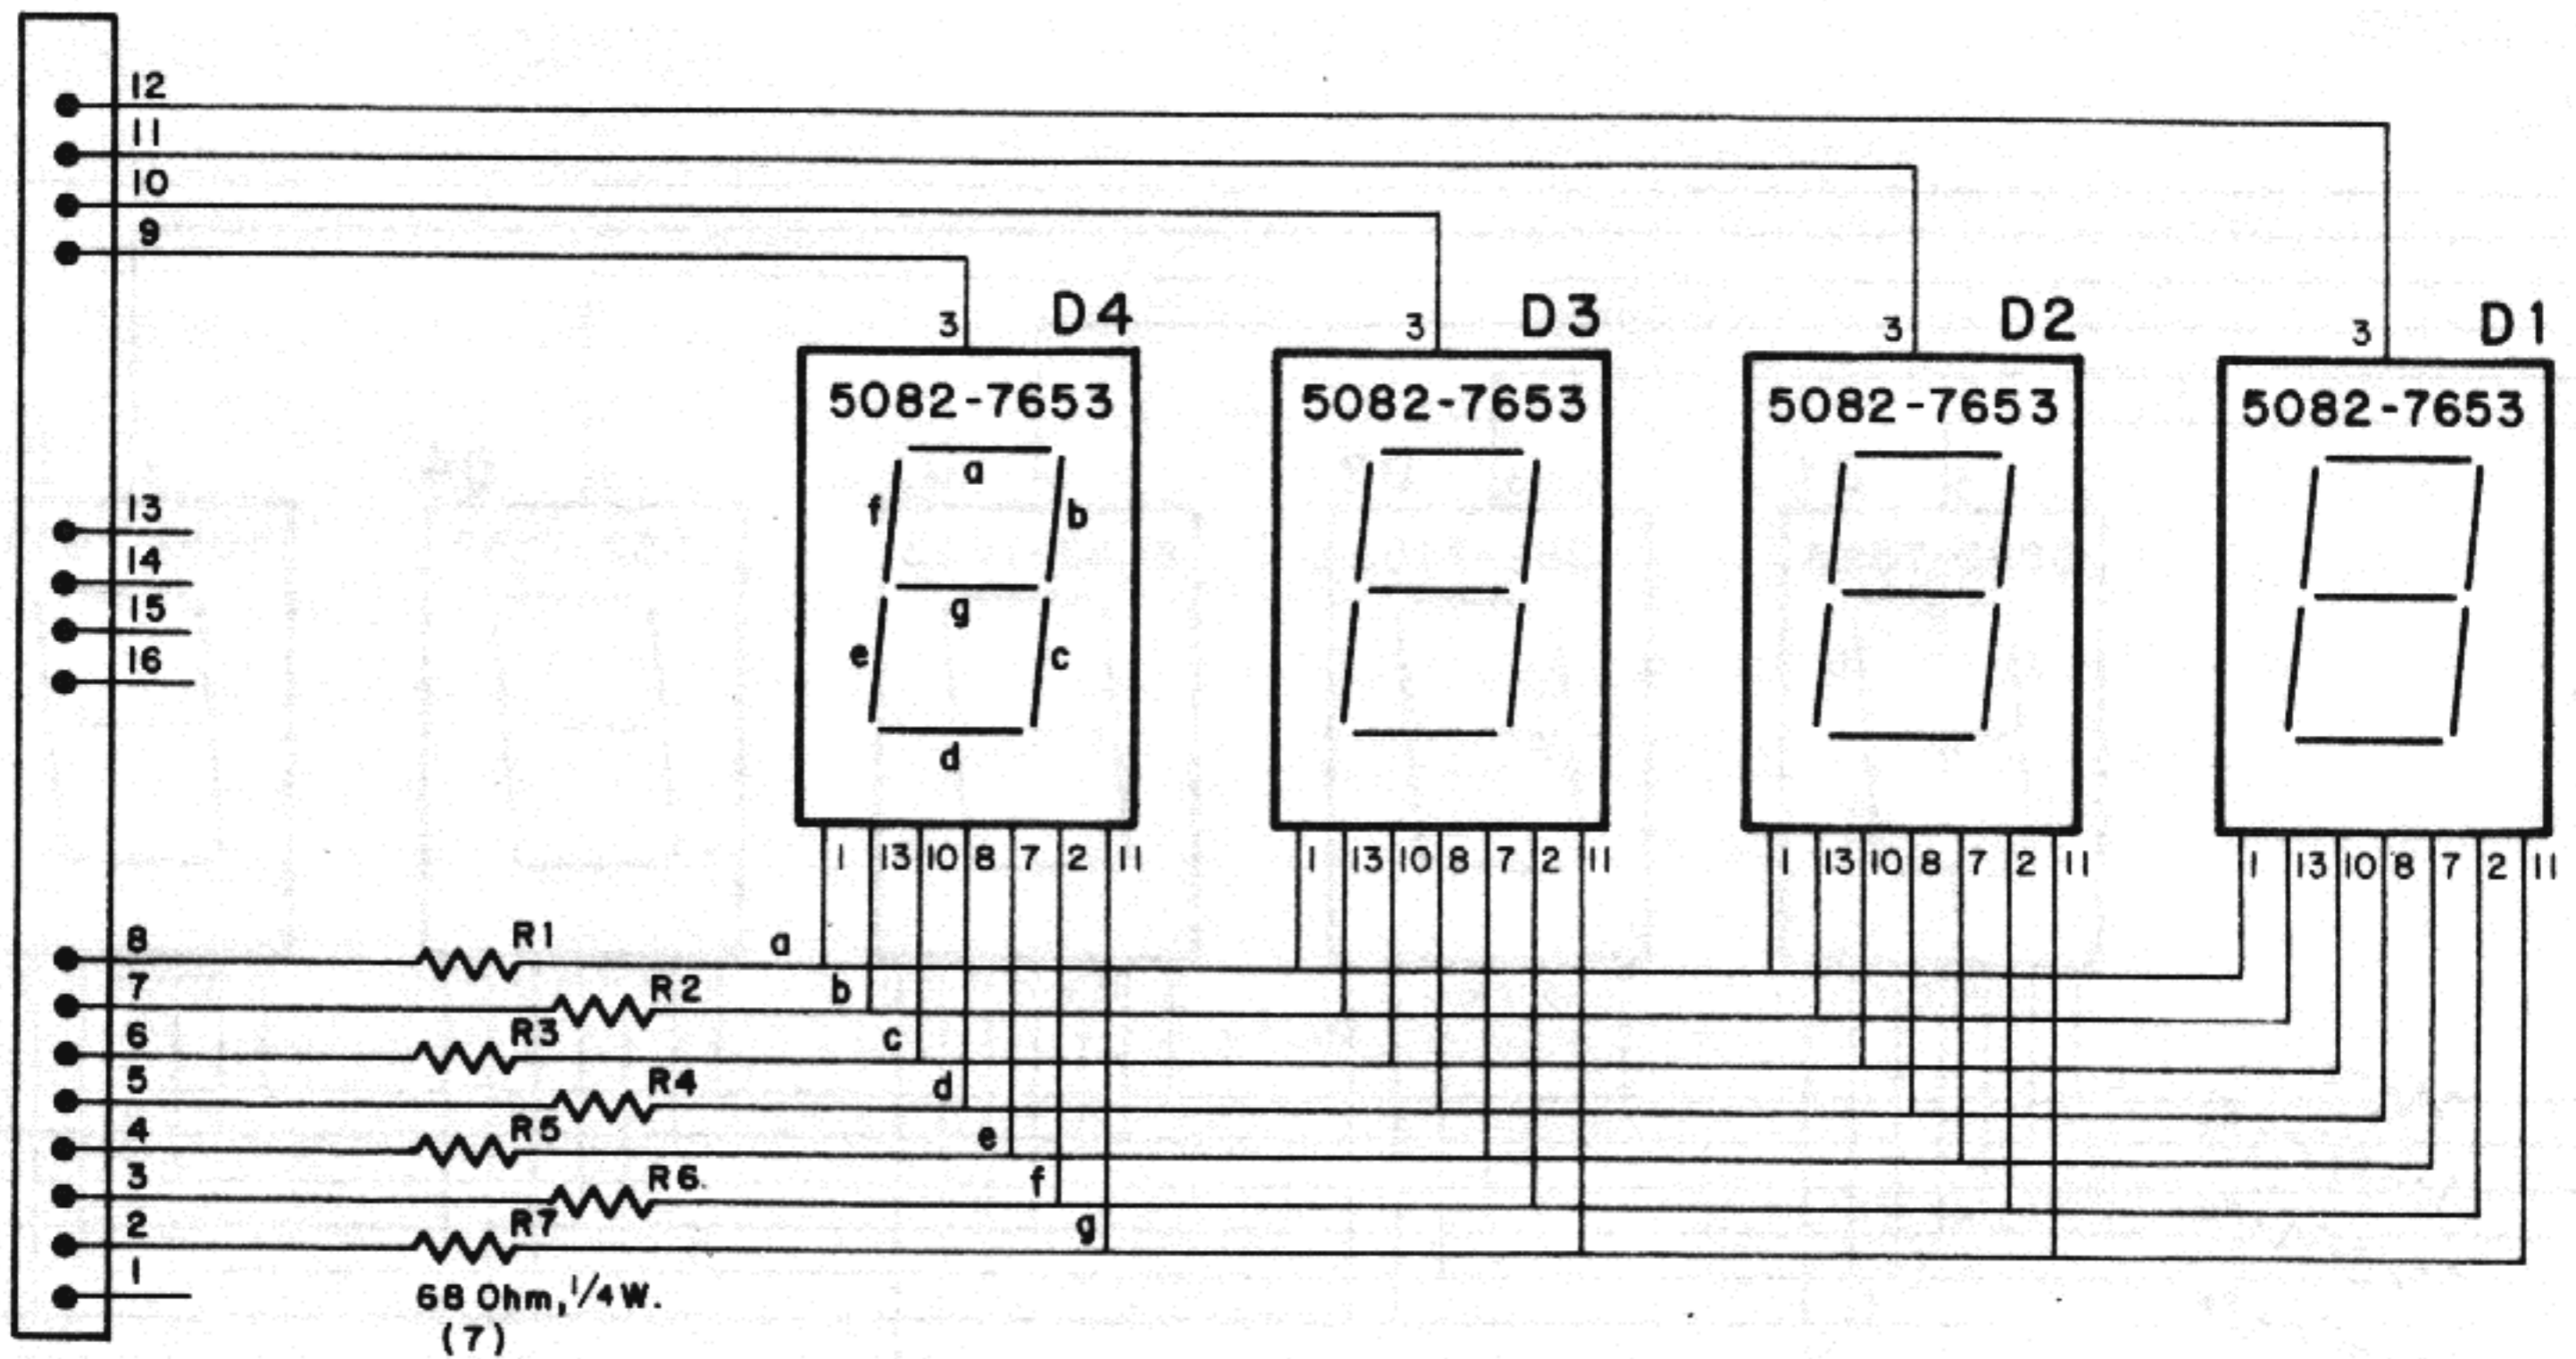 12
11
10
9
3 D4 3 D3 3 D2 3 D1
5082-7653 5082-7653 5082-7653 5082-7653
a
f b
g
e c
d
13
14
15
16
1 13 10 8 7 2 11 1 13 10 8 7 2 11 1 13 10 8 7 2 11 1 13 10 8 7 2 11
8 R1 a
7 R2 b
6 R3 c
5 R4 d
4 R5 e
3 R6. f
2 R7 g
1
68 Ohm, 1/4 W.
(7)